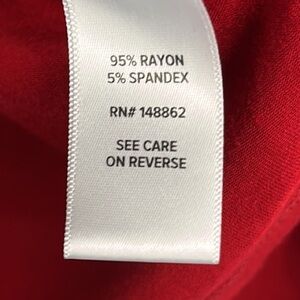 95% RAYON
5% SPANDEX
RN# 148862
SEE CARE
ON REVERSE